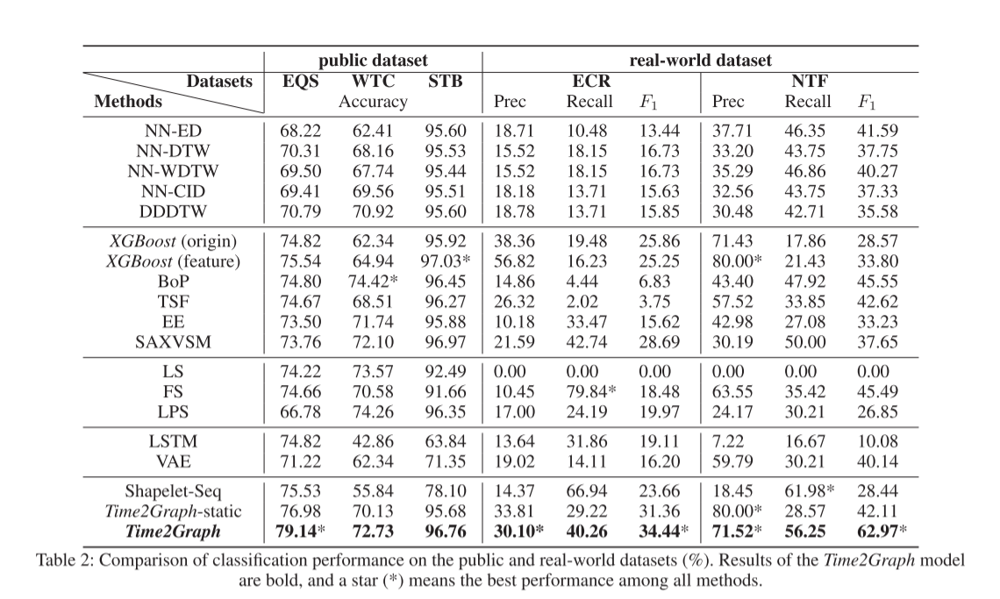 public dataset real-world dataset
Datasets EQS WTC STB ECR NTF
Methods Accuracy Prec Recall F1 Prec Recall F1
NN-ED 68.22 62.41 95.60 18.71 10.48 13.44 37.71 46.35 41.59
NN-DTW 70.31 68.16 95.53 15.52 18.15 16.73 33.20 43.75 37.75
NN-WDTW 69.50 67.74 95.44 15.52 18.15 16.73 35.29 46.86 40.27
NN-CID 69.41 69.56 95.51 18.18 13.71 15.63 32.56 43.75 37.33
DDDTW 70.79 70.92 95.60 18.78 13.71 15.85 30.48 42.71 35.58
XGBoost (origin) 74.82 62.34 95.92 38.36 19.48 25.86 71.43 17.86 28.57
XGBoost (feature) 75.54 64.94 97.03* 56.82 16.23 25.25 80.00* 21.43 33.80
BoP 74.80 74.42* 96.45 14.86 4.44 6.83 43.40 47.92 45.55
TSF 74.67 68.51 96.27 26.32 2.02 3.75 57.52 33.85 42.62
EE 73.50 71.74 95.88 10.18 33.47 15.62 42.98 27.08 33.23
SAXVSM 73.76 72.10 96.97 21.59 42.74 28.69 30.19 50.00 37.65
LS 74.22 73.57 92.49 0.00 0.00 0.00 0.00 0.00 0.00
FS 74.66 70.58 91.66 10.45 79.84* 18.48 63.55 35.42 45.49
LPS 66.78 74.26 96.35 17.00 24.19 19.97 24.17 30.21 26.85
LSTM 74.82 42.86 63.84 13.64 31.86 19.11 7.22 16.67 10.08
VAE 71.22 62.34 71.35 19.02 14.11 16.20 59.79 30.21 40.14
Shapelet-Seq 75.53 55.84 78.10 14.37 66.94 23.66 18.45 61.98* 28.44
Time2Graph-static 76.98 70.13 95.68 33.81 29.22 31.36 80.00* 28.57 42.11
Time2Graph 79.14* 72.73 96.76 30.10* 40.26 34.44* 71.52* 56.25 62.97*
Table 2: Comparison of classification performance on the public and real-world datasets (%). Results of the Time2Graph model
are bold, and a star (*) means the best performance among all methods.